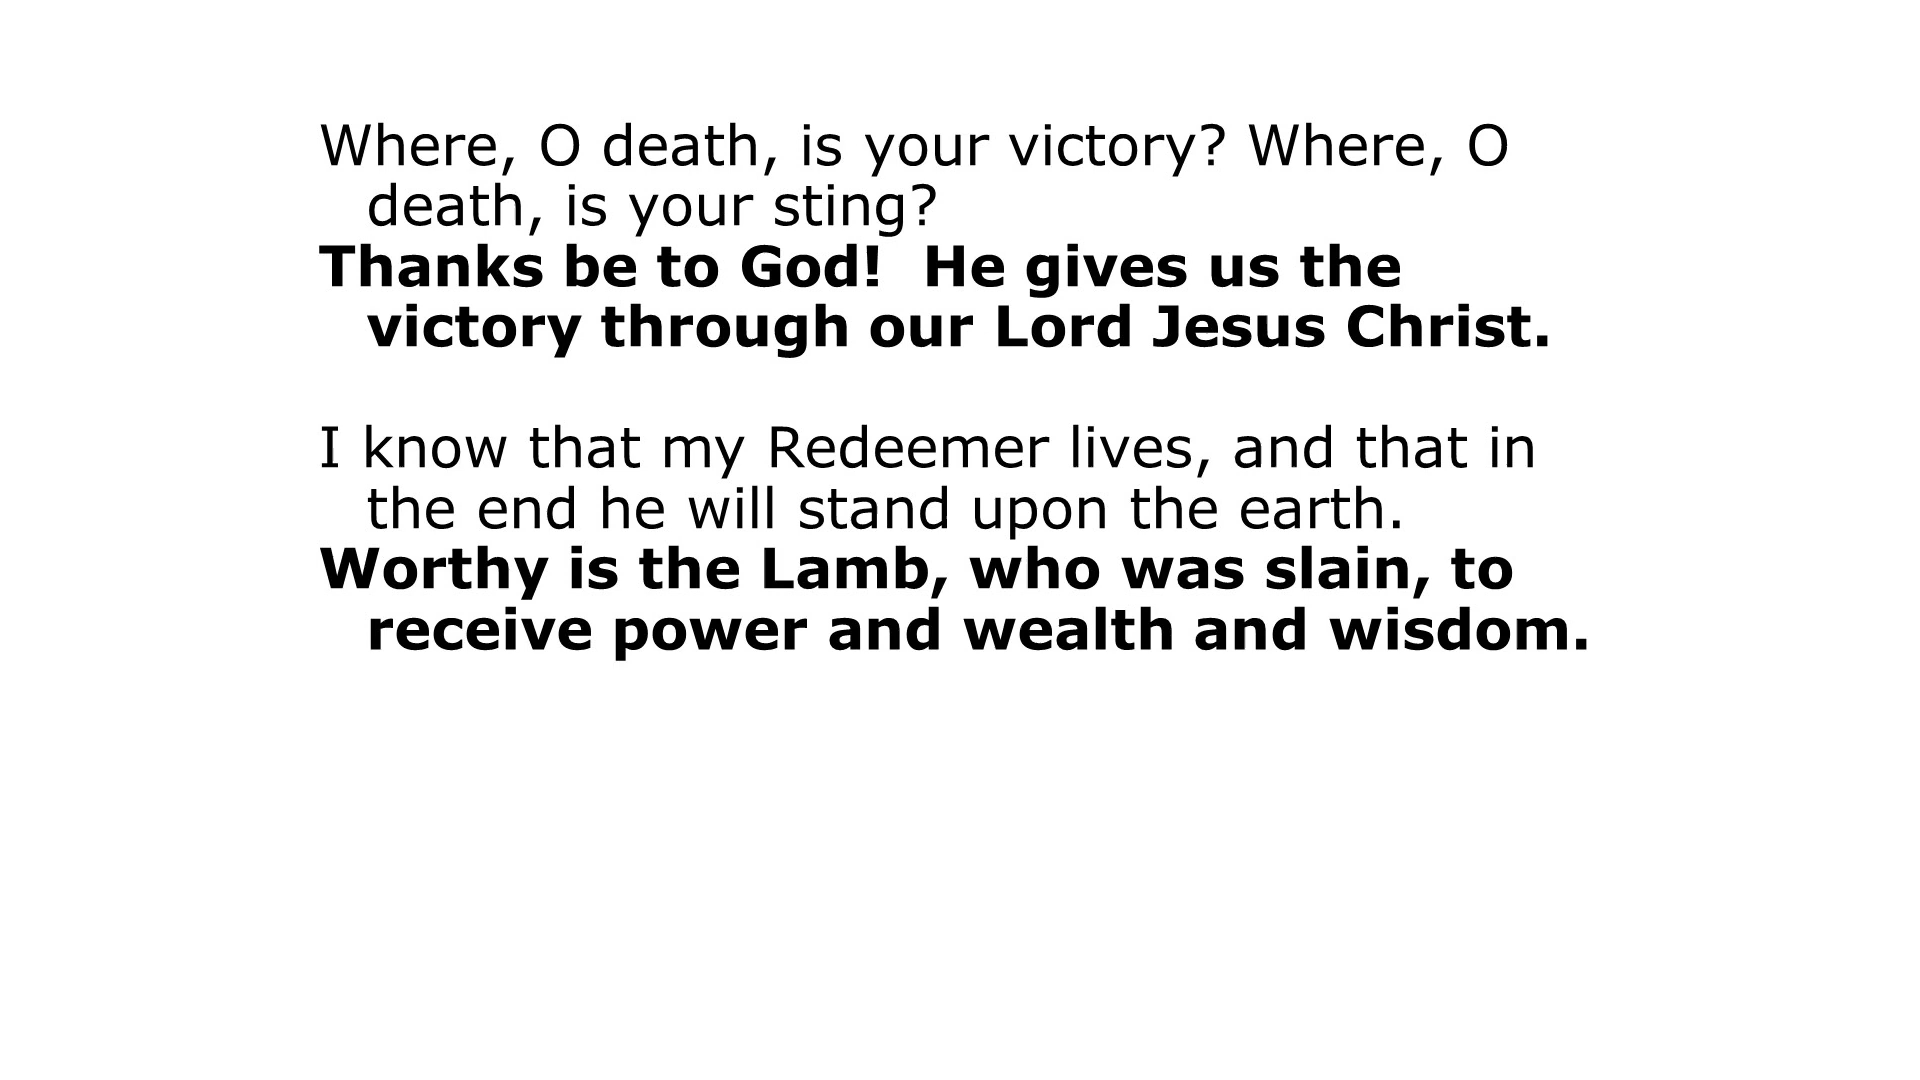 Where, O death, is your victory? Where, O
death, is your sting?
Thanks be to God!  He gives us the
victory through our Lord Jesus Christ.
I know that my Redeemer lives, and that in
the end he will stand upon the earth.
Worthy is the Lamb, who was slain, to
receive power and wealth and wisdom.